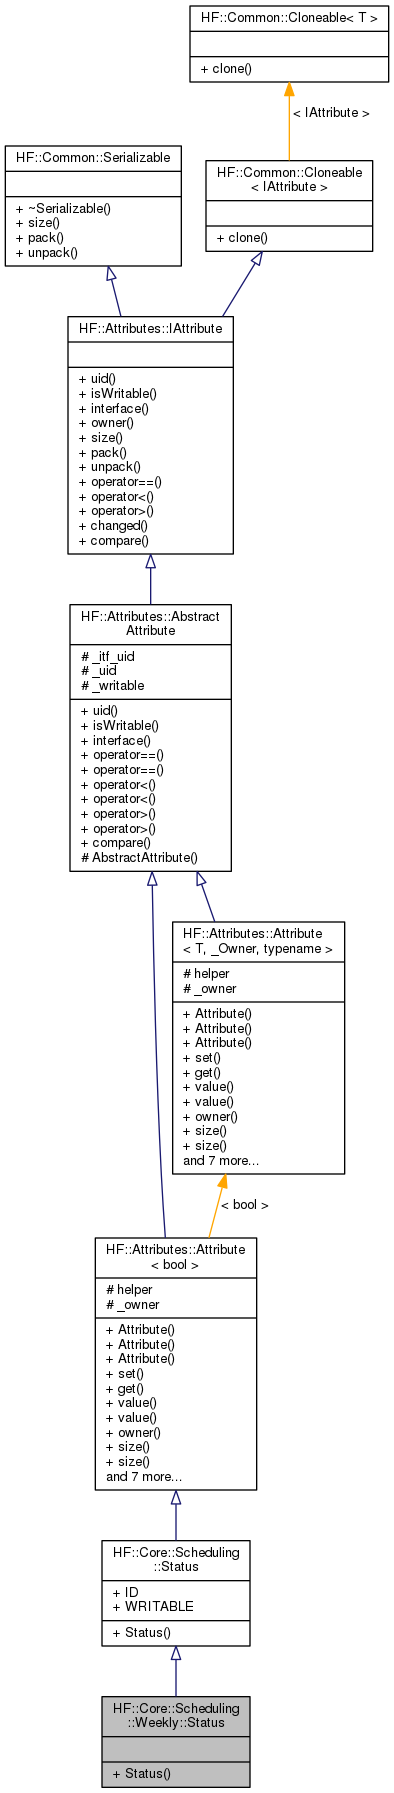 HF::Common::Cloneable< T >
+ clone()
< IAttribute >
HF::Common::Serializable
+ ~Serializable()
+ size()
+ pack()
+ unpack()
HF::Common::Cloneable
< IAttribute >
+ clone()
HF::Attributes::IAttribute
+ uid()
+ isWritable()
+ interface()
+ owner()
+ size()
+ pack()
+ unpack()
+ operator==()
+ operator<()
+ operator>()
+ changed()
+ compare()
HF::Attributes::Abstract
Attribute
# _itf_uid
# _uid
# _writable
+ uid()
+ isWritable()
+ interface()
+ operator==()
+ operator==()
+ operator<()
+ operator<()
+ operator>()
+ operator>()
+ compare()
# AbstractAttribute()
HF::Attributes::Attribute
< T, _Owner, typename >
# helper
# _owner
+ Attribute()
+ Attribute()
+ Attribute()
+ set()
+ get()
+ value()
+ value()
+ owner()
+ size()
+ size()
and 7 more...
< bool >
HF::Attributes::Attribute
< bool >
# helper
# _owner
+ Attribute()
+ Attribute()
+ Attribute()
+ set()
+ get()
+ value()
+ value()
+ owner()
+ size()
+ size()
and 7 more...
HF::Core::Scheduling
::Status
+ ID
+ WRITABLE
+ Status()
HF::Core::Scheduling
::Weekly::Status
+ Status()